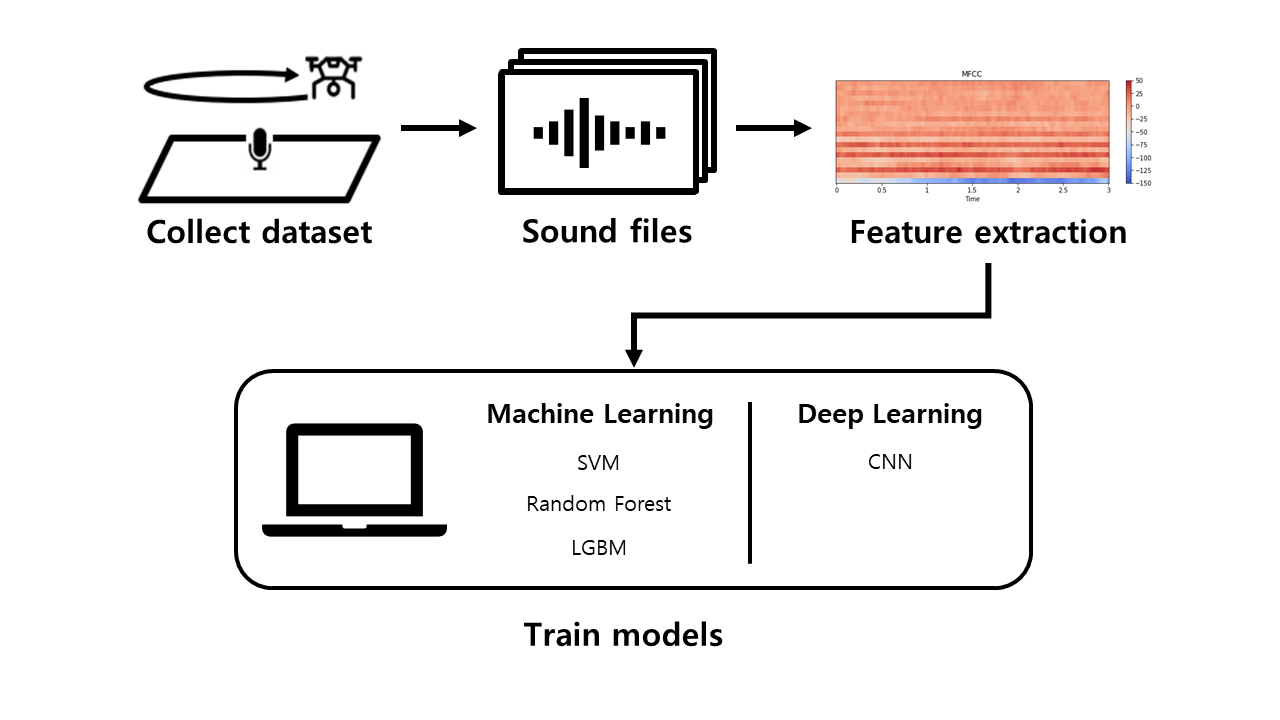 MFCC
50
25
0
−25
−50
−75
−100
−125
−150
0 0.5 1 1.5 2 2.5 3
Time
Collect dataset
Sound files
Feature extraction
Machine Learning
SVM
Random Forest
LGBM
Deep Learning
CNN
Train models